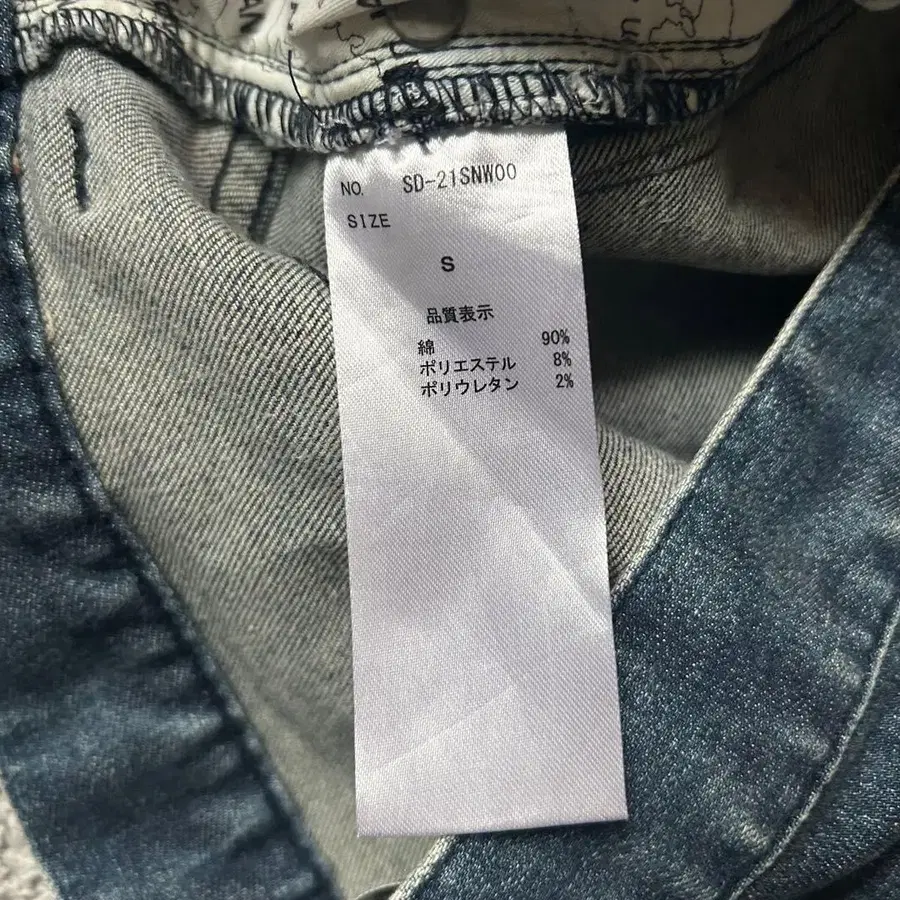 NO. SD-21SNW00
SIZE
S
品質表示
綿 90%
ポリエステル 8%
ポリウレタン 2%